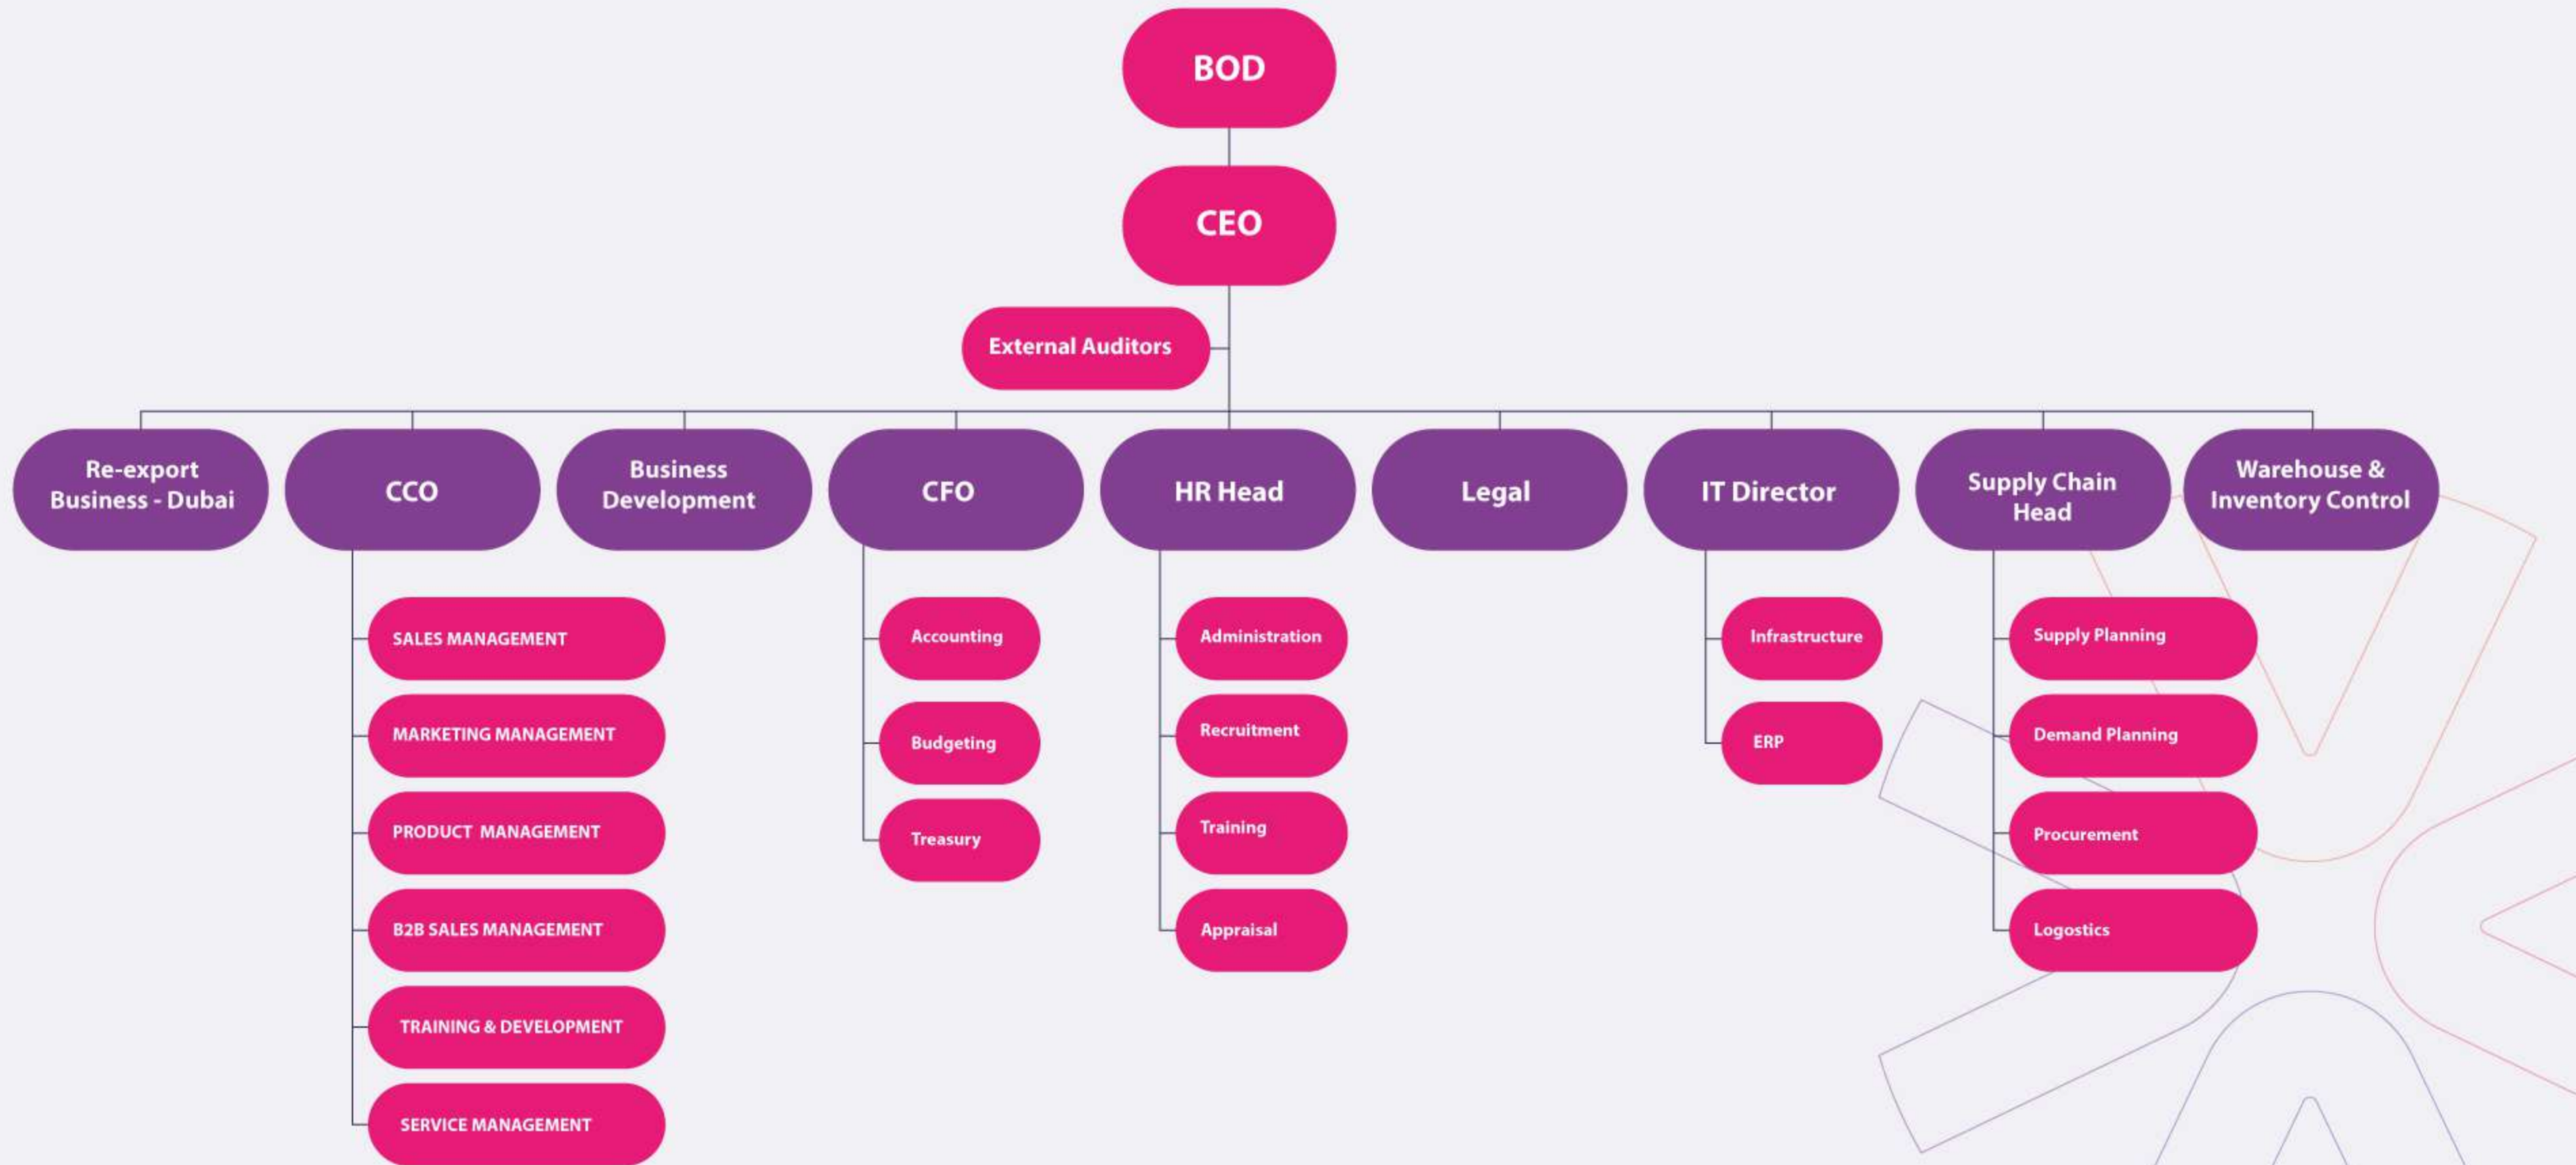 BOD
CEO
External Auditors
Re-export
Business - Dubai
CCO
Business
Development
CFO
HR Head
Legal
IT Director
Supply Chain
Head
Warehouse &
Inventory Control
SALES MANAGEMENT
MARKETING MANAGEMENT
PRODUCT MANAGEMENT
B2B SALES MANAGEMENT
TRAINING & DEVELOPMENT
SERVICE MANAGEMENT
Accounting
Budgeting
Treasury
Administration
Recruitment
Training
Appraisal
Infrastructure
ERP
Supply Planning
Demand Planning
Procurement
Logostics